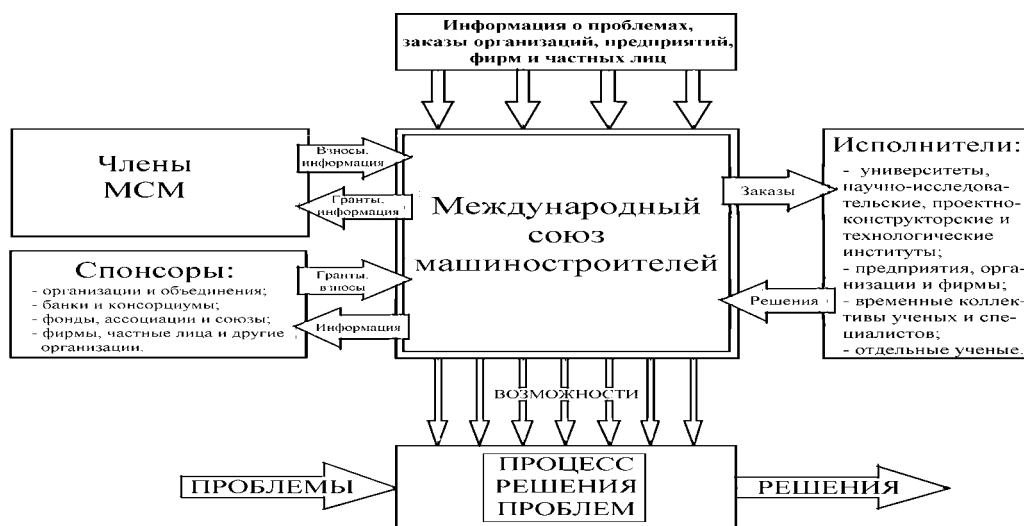 Информация о проблемах,
заказы организаций, предприятий,
фирм и частных лиц
Члены
МСМ
Взносы,
информация
Гранты,
информация
Спонсоры:
- организации и объединения;
- банки и консорциумы;
- фонды, ассоциации и союзы;
- фирмы, частные лица и другие
организации.
Гранты,
взносы
Информация
Международный
союз
машиностроителей
Заказы
Решения
Исполнители:
- университеты,
научно-исследова-
тельские, проектно-
конструкторские и
технологические
институты;
- предприятия, орга-
низации и фирмы;
- временные коллек-
тивы ученых и спе-
циалистов;
- отдельные ученые.
ВОЗМОЖНОСТИ
ПРОБЛЕМЫ
ПРОЦЕСС
РЕШЕНИЯ
ПРОБЛЕМ
РЕШЕНИЯ